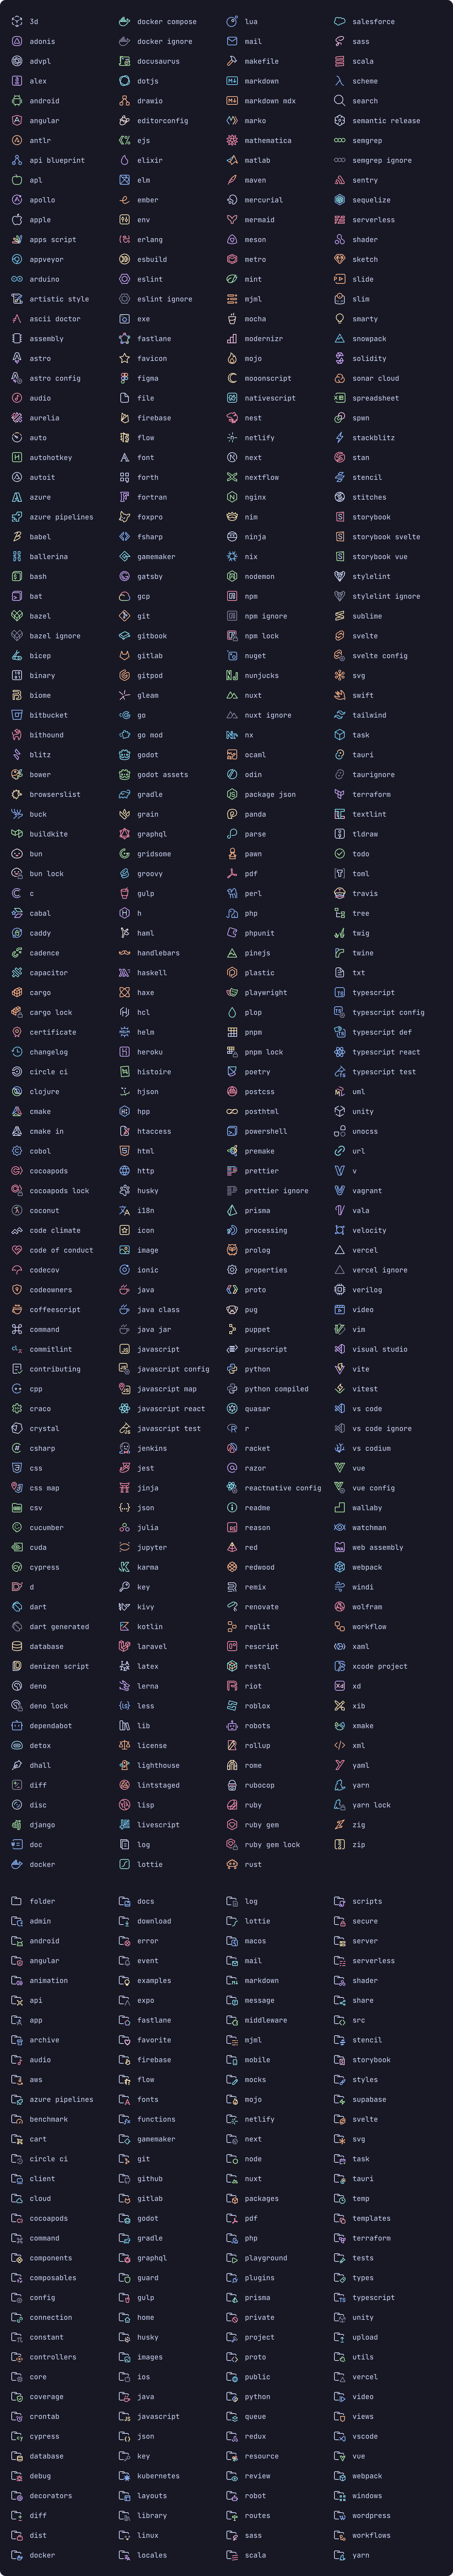 3d
adonis
advpl
alex
android
angular
antlr
api blueprint
apl
apollo
apple
apps script
appveyor
arduino
artistic style
ascii doctor
assembly
astro
astro config
audio
aurelia
auto
autohotkey
autoit
azure
azure pipelines
babel
ballerina
bash
bat
bazel
bazel ignore
bicep
binary
biome
bitbucket
bithound
blitz
bower
browserslist
buck
buildkite
bun
bun lock
c
cabal
caddy
cadence
capacitor
cargo
cargo lock
certificate
changelog
circle ci
clojure
cmake
cmake in
cobol
cocoapods
cocoapods lock
coconut
code climate
code of conduct
codecov
codeowners
coffeescript
command
commitlint
contributing
cpp
craco
crystal
csharp
css
css map
csv
cucumber
cuda
cypress
d
dart
dart generated
database
denizen script
deno
deno lock
dependabot
detox
dhall
diff
disc
django
doc
docker
docker compose
docker ignore
docusaurus
dotjs
drawio
editorconfig
ejs
elixir
elm
ember
env
erlang
esbuild
eslint
eslint ignore
exe
fastlane
favicon
figma
file
firebase
flow
font
forth
fortran
foxpro
fsharp
gamemaker
gatsby
gcp
git
gitbook
gitlab
gitpod
gleam
go
go mod
godot
godot assets
gradle
grain
graphql
gridsome
groovy
gulp
h
haml
handlebars
haskell
haxe
hcl
helm
heroku
histoire
hjson
hpp
htaccess
html
http
husky
i18n
icon
image
ionic
java
java class
java jar
javascript
javascript config
javascript map
javascript react
javascript test
jenkins
jest
jinja
json
julia
jupyter
karma
key
kivy
kotlin
laravel
latex
lerna
less
lib
license
lighthouse
lintstaged
lisp
livescript
log
lottie
lua
mail
makefile
markdown
markdown mdx
marko
mathematica
matlab
maven
mercurial
mermaid
meson
metro
mint
mjml
mocha
modernizr
mojo
mooonscript
nativescript
nest
netlify
next
nextflow
nginx
nim
ninja
nix
nodemon
npm
npm ignore
npm lock
nuget
nunjucks
nuxt
nuxt ignore
nx
ocaml
odin
package json
panda
parse
pawn
pdf
perl
php
phpunit
pinejs
plastic
playwright
plop
pnpm
pnpm lock
poetry
postcss
posthtml
powershell
premake
prettier
prettier ignore
prisma
processing
prolog
properties
proto
pug
puppet
purescript
python
python compiled
quasar
r
racket
razor
reactnative config
readme
reason
red
redwood
remix
renovate
replit
rescript
restql
riot
roblox
robots
rollup
rome
rubocop
ruby
ruby gem
ruby gem lock
rust
salesforce
sass
scala
scheme
search
semantic release
semgrep
semgrep ignore
sentry
sequelize
serverless
shader
sketch
slide
slim
smarty
snowpack
solidity
sonar cloud
spreadsheet
spwn
stackblitz
stan
stencil
stitches
storybook
storybook svelte
storybook vue
stylelint
stylelint ignore
sublime
svelte
svelte config
svg
swift
tailwind
task
tauri
taurignore
terraform
textlint
tldraw
todo
toml
travis
tree
twig
twine
txt
typescript
typescript config
typescript def
typescript react
typescript test
uml
unity
unocss
url
v
vagrant
vala
velocity
vercel
vercel ignore
verilog
video
vim
visual studio
vite
vitest
vs code
vs code ignore
vs codium
vue
vue config
wallaby
watchman
web assembly
webpack
windi
wolfram
workflow
xaml
xcode project
xd
xib
xmake
xml
yaml
yarn
yarn lock
zig
zip
folder
admin
android
angular
animation
api
app
archive
audio
aws
azure pipelines
benchmark
cart
circle ci
client
cloud
cocoapods
command
components
composables
config
connection
constant
controllers
core
coverage
crontab
cypress
database
debug
decorators
diff
dist
docker
docs
download
error
event
examples
expo
fastlane
favorite
firebase
flow
fonts
functions
gamemaker
git
github
gitlab
godot
gradle
graphql
guard
gulp
home
husky
images
ios
java
javascript
json
key
kubernetes
layouts
library
linux
locales
log
lottie
macos
mail
markdown
message
middleware
mjml
mobile
mocks
mojo
netlify
next
node
nuxt
packages
pdf
php
playground
plugins
prisma
private
project
proto
public
python
queue
redux
resource
review
robot
routes
sass
scala
scripts
secure
server
serverless
shader
share
src
stencil
storybook
styles
supabase
svelte
svg
task
tauri
temp
templates
terraform
tests
types
typescript
unity
upload
utils
vercel
video
views
vscode
vue
webpack
windows
wordpress
workflows
yarn